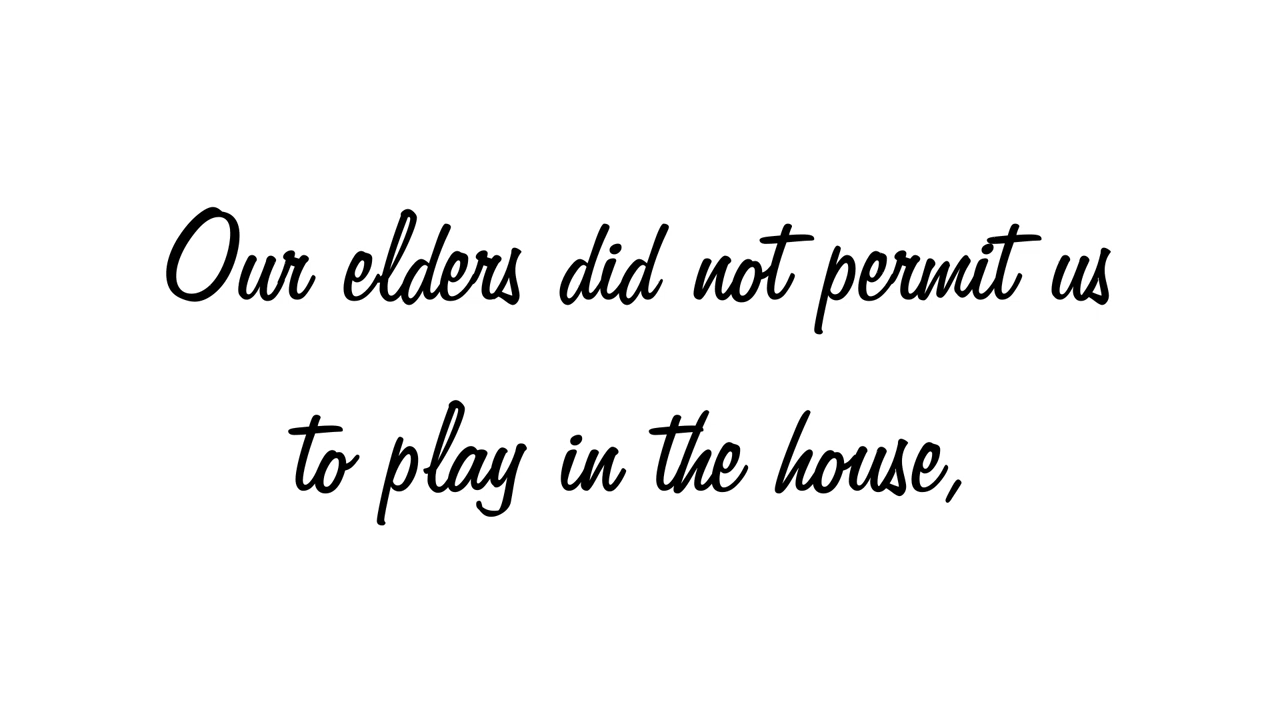 Our elders did not permit us
to play in the house,